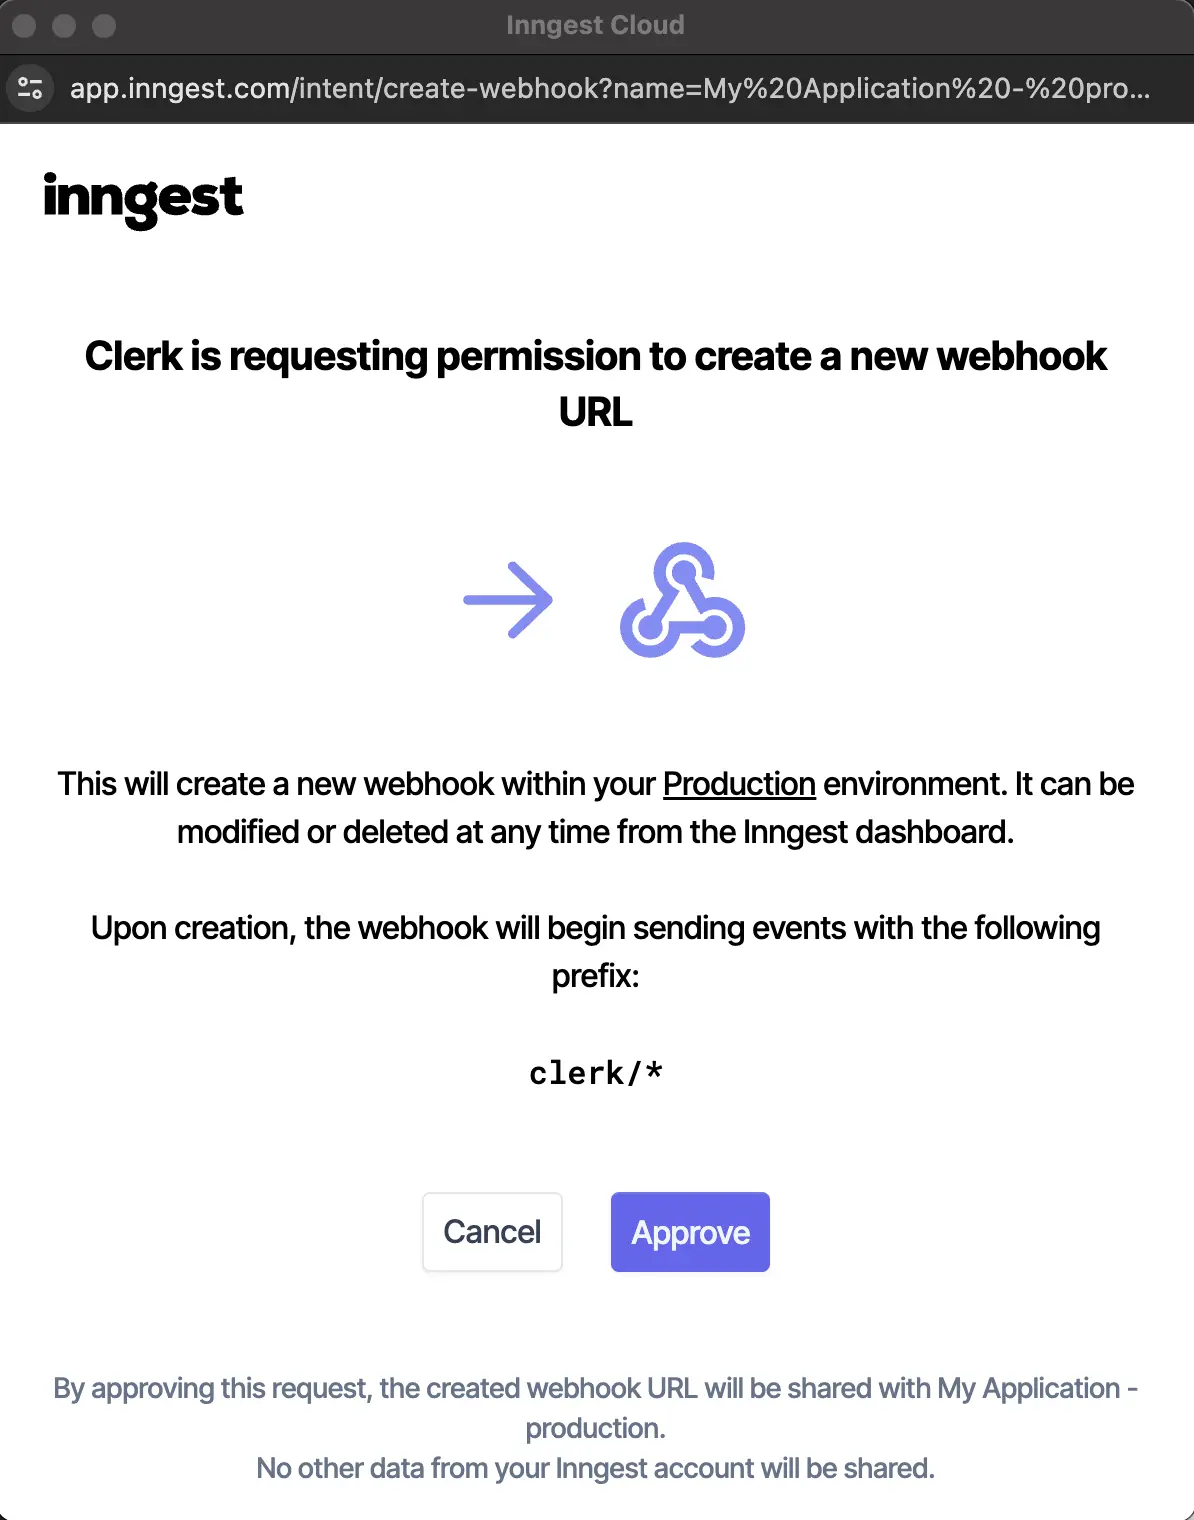 Inngest Cloud
app.inngest.com/intent/create-webhook?name=My%20Application%20-%20pro...
inngest
Clerk is requesting permission to create a new webhook
URL
This will create a new webhook within your Production environment. It can be
modified or deleted at any time from the Inngest dashboard.
Upon creation, the webhook will begin sending events with the following
prefix:
clerk/*
Cancel
Approve
By approving this request, the created webhook URL will be shared with My Application -
production.
No other data from your Inngest account will be shared.